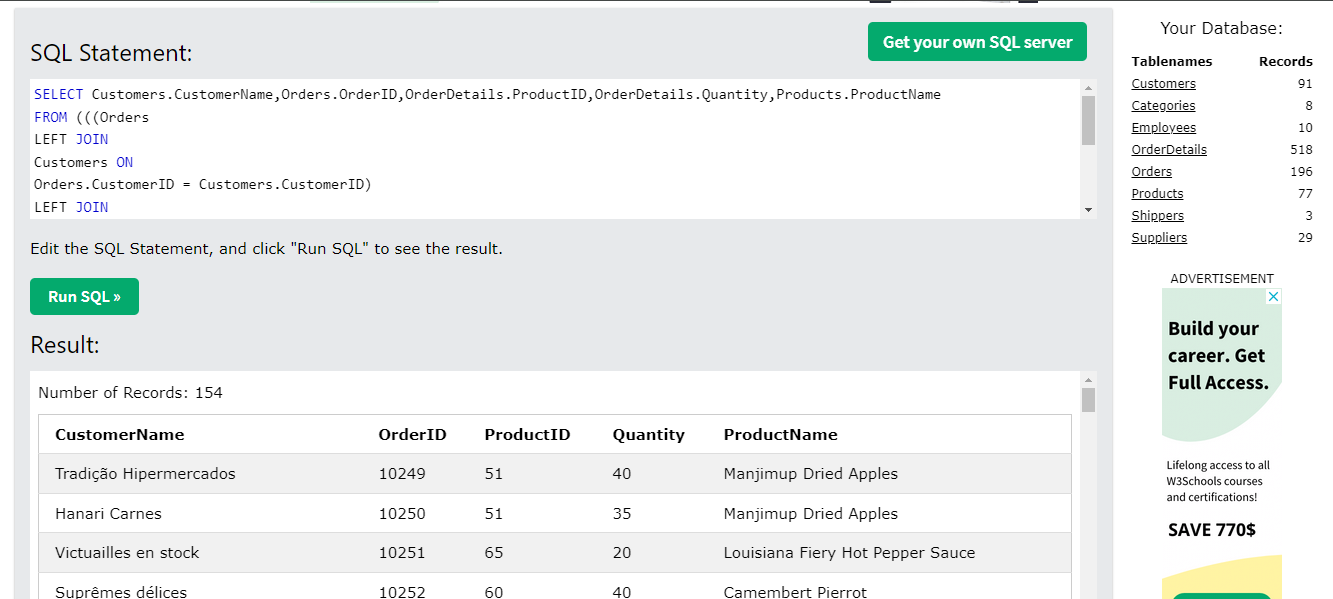 SQL Statement:
Get your own SQL server
SELECT Customers.CustomerName,Orders.OrderID,OrderDetails.ProductID,OrderDetails.Quantity,Products.ProductName
FROM (((Orders
LEFT JOIN
Customers ON
Orders.CustomerID = Customers.CustomerID)
LEFT JOIN
Edit the SQL Statement, and click "Run SQL" to see the result.
Run SQL »
Result:
Number of Records: 154
CustomerName OrderID ProductID Quantity ProductName
Tradição Hipermercados 10249 51 40 Manjimup Dried Apples
Hanari Carnes 10250 51 35 Manjimup Dried Apples
Victuailles en stock 10251 65 20 Louisiana Fiery Hot Pepper Sauce
Suprêmes délices 10252 60 40 Camembert Pierrot
Your Database:
Tablenames Records
Customers 91
Categories 8
Employees 10
OrderDetails 518
Orders 196
Products 77
Shippers 3
Suppliers 29
ADVERTISEMENT
Build your
career. Get
Full Access.
Lifelong access to all
W3Schools courses
and certifications!
SAVE 770$